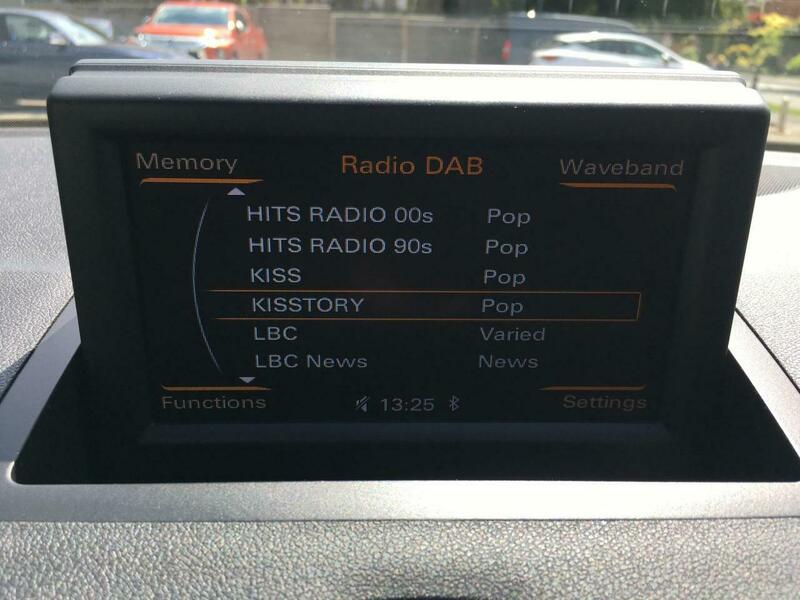 Memory Radio DAB Waveband
HITS RADIO 00s Pop
HITS RADIO 90s Pop
KISS Pop
KISSTORY Pop
LBC Varied
LBC News News
Functions 13:25 Settings